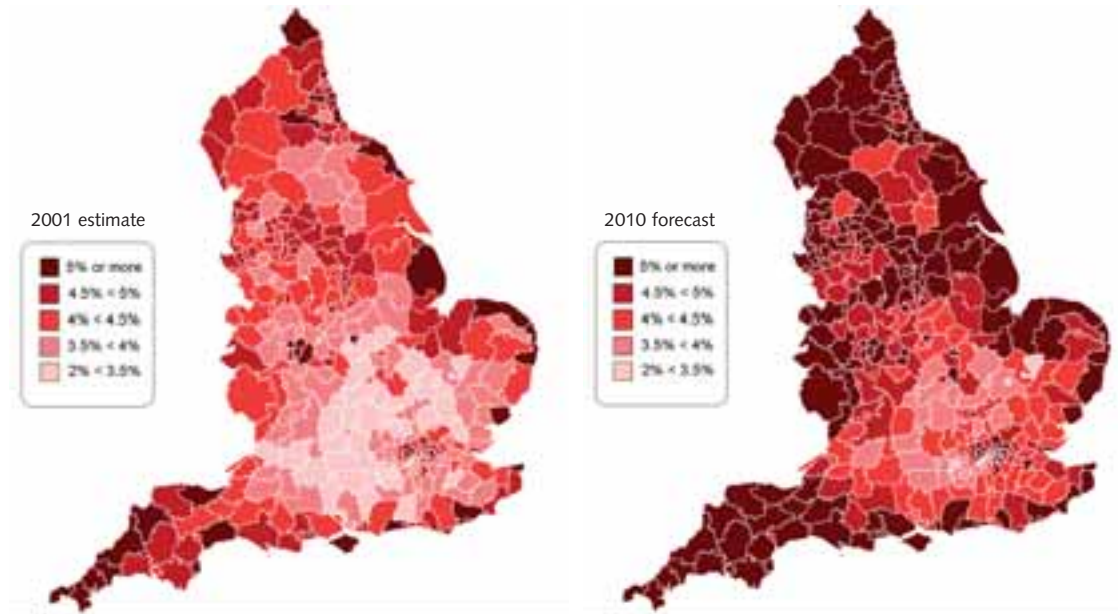 2001 estimate
5% or more
4.5% < 5%
4% < 4.5%
3.5% < 4%
2% < 3.5%
2010 forecast
5% or more
4.5% < 5%
4% < 4.5%
3.5% < 4%
2% < 3.5%